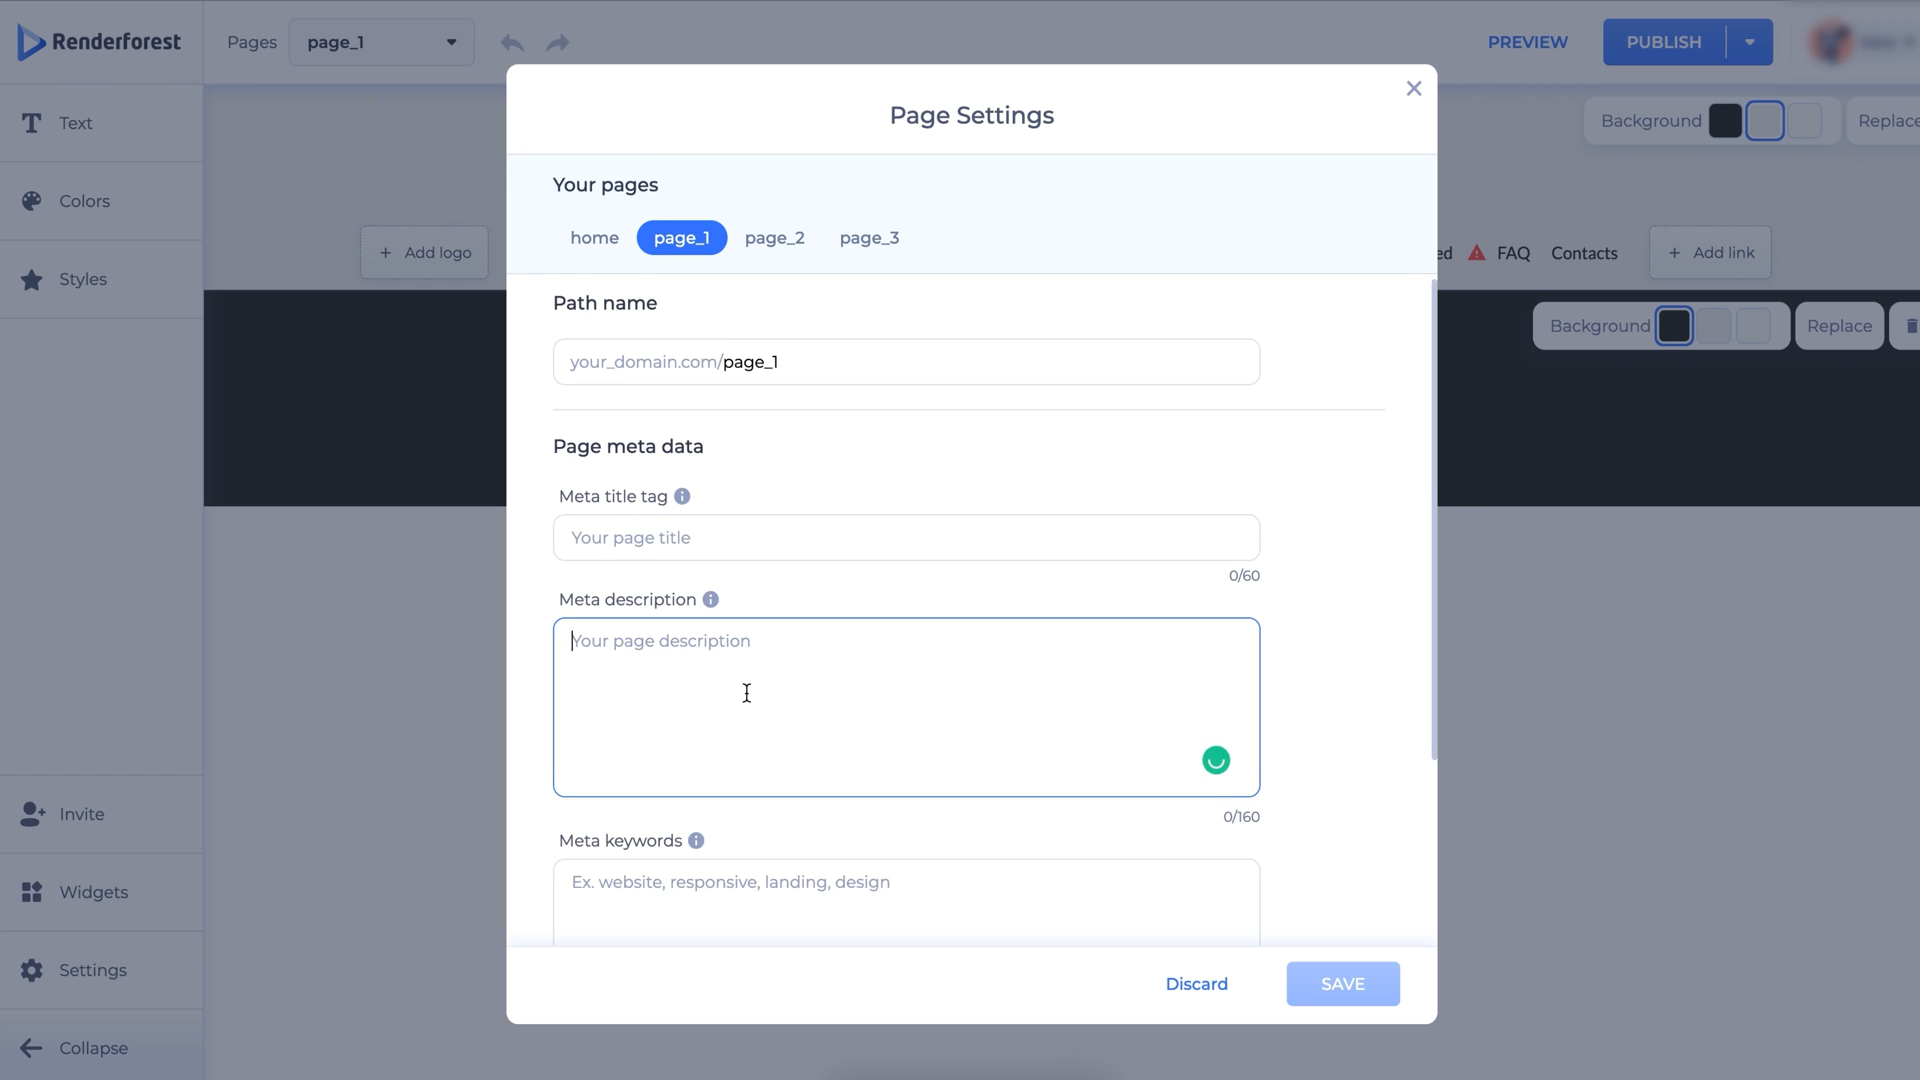 Renderforest
Pages page_1
PREVIEW
PUBLISH
Text
Colors
Styles
Invite
Widgets
Settings
Collapse
+ Add logo
Background
Replace
ed FAQ Contacts + Add link
Background Replace
Page Settings
Your pages
home page_1 page_2 page_3
Path name
your_domain.com/page_1
Page meta data
Meta title tag
Your page title
0/60
Meta description
Your page description
0/160
Meta keywords
Ex. website, responsive, landing, design
Discard SAVE